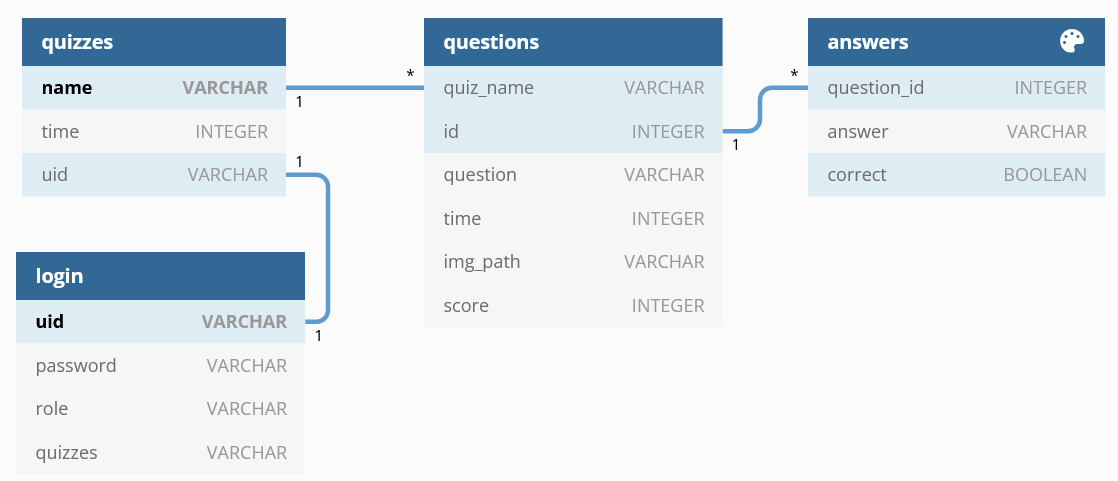 quizzes
name VARCHAR
time INTEGER
uid VARCHAR
1
1
login
uid VARCHAR
password VARCHAR
role VARCHAR
quizzes VARCHAR
1
*
questions
quiz_name VARCHAR
id INTEGER
question VARCHAR
time INTEGER
img_path VARCHAR
score INTEGER
1
*
answers
question_id INTEGER
answer VARCHAR
correct BOOLEAN